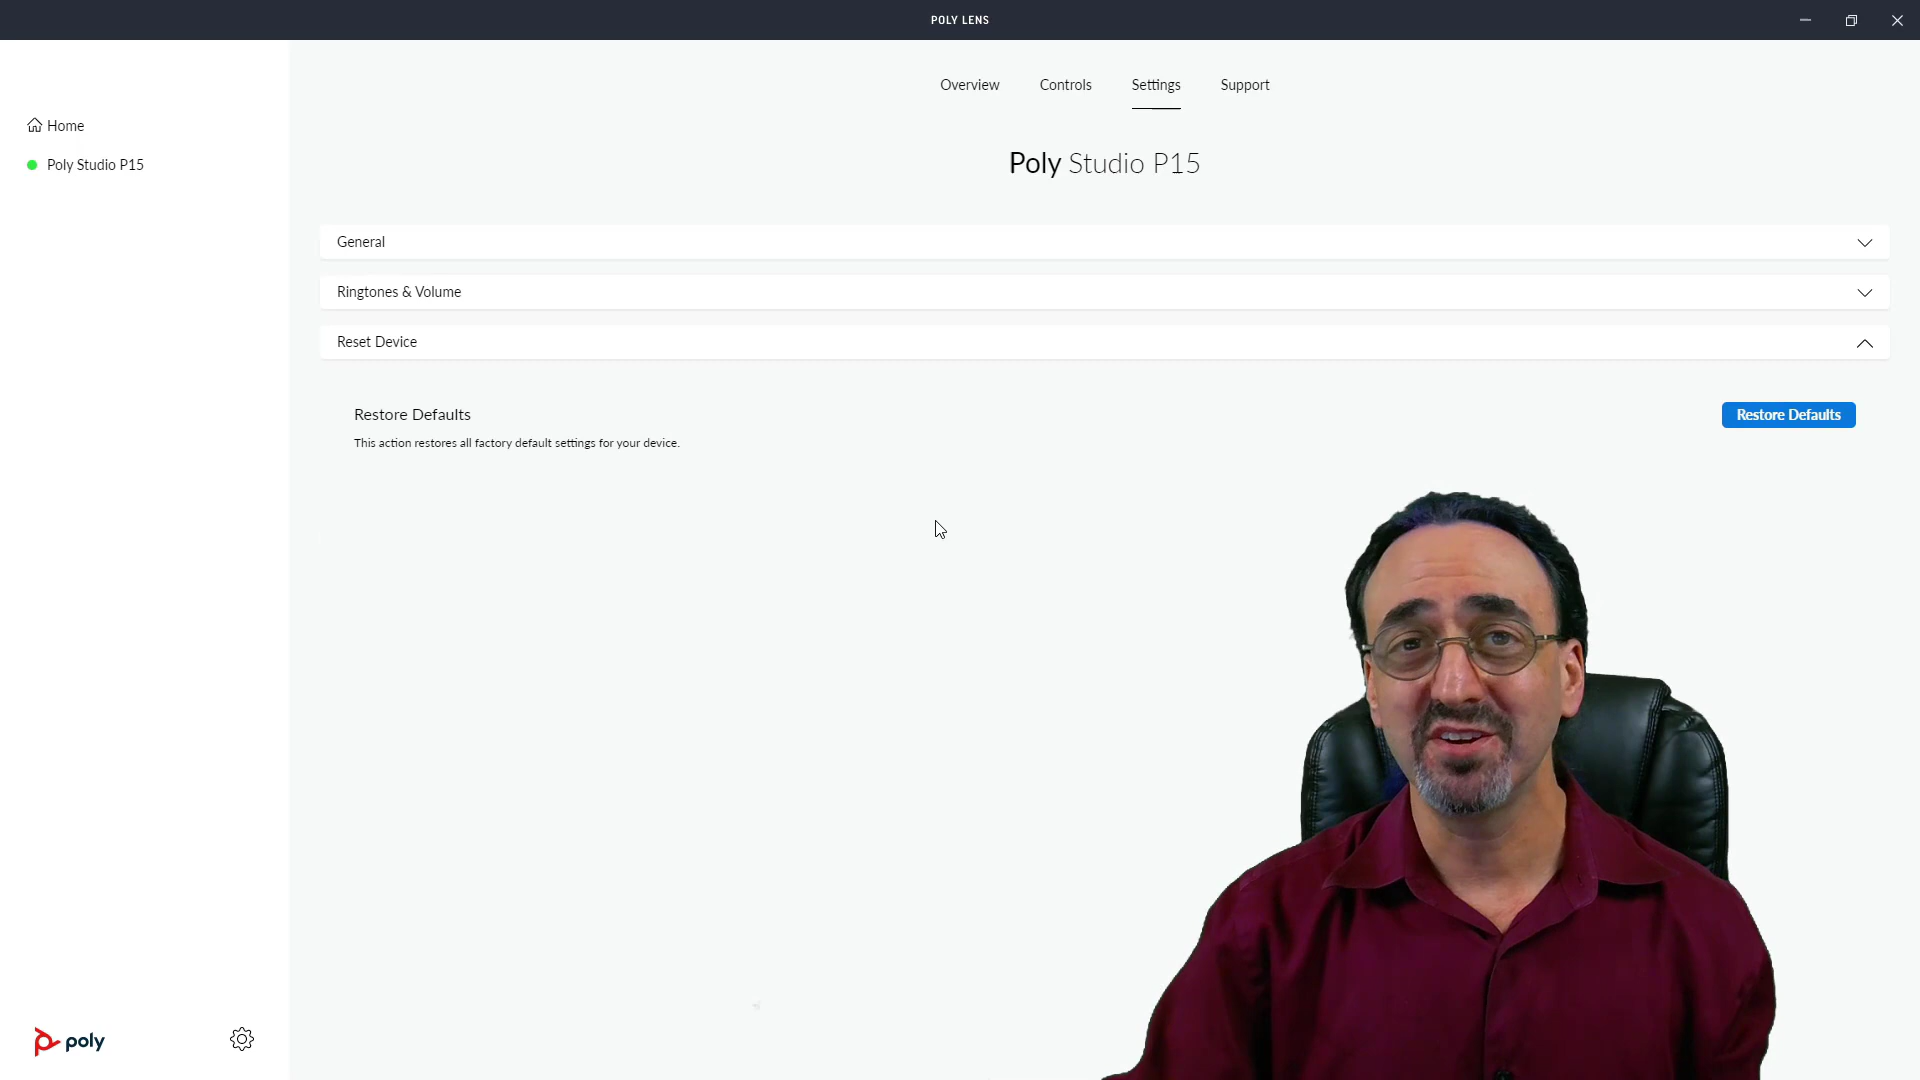 POLY LENS
Overview Controls Settings Support
Home
Poly Studio P15
Poly Studio P15
General
Ringtones & Volume
Reset Device
Restore Defaults
Restore Defaults
This action restores all factory default settings for your device.
poly